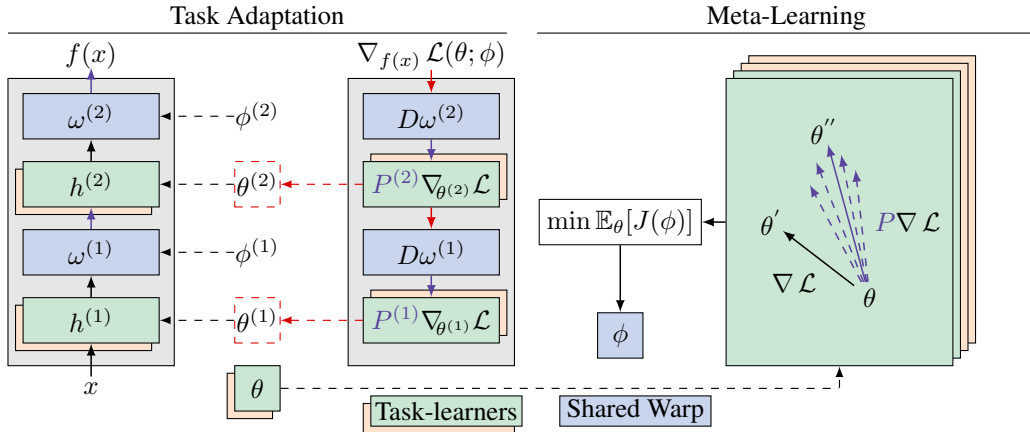 Task Adaptation
Meta-Learning
f(x)
∇_{f(x)} ℒ(θ; ϕ)
ω^{(2)}
ϕ^{(2)}
Dω^{(2)}
h^{(2)}
θ^{(2)}
P^{(2)}∇_{θ^{(2)}} ℒ
ω^{(1)}
ϕ^{(1)}
Dω^{(1)}
h^{(1)}
θ^{(1)}
P^{(1)}∇_{θ^{(1)}} ℒ
x
θ
Task-learners
Shared Warp
min 𝔼_θ[J(ϕ)]
ϕ
θ′′
θ′
P∇ ℒ
∇ ℒ
θ